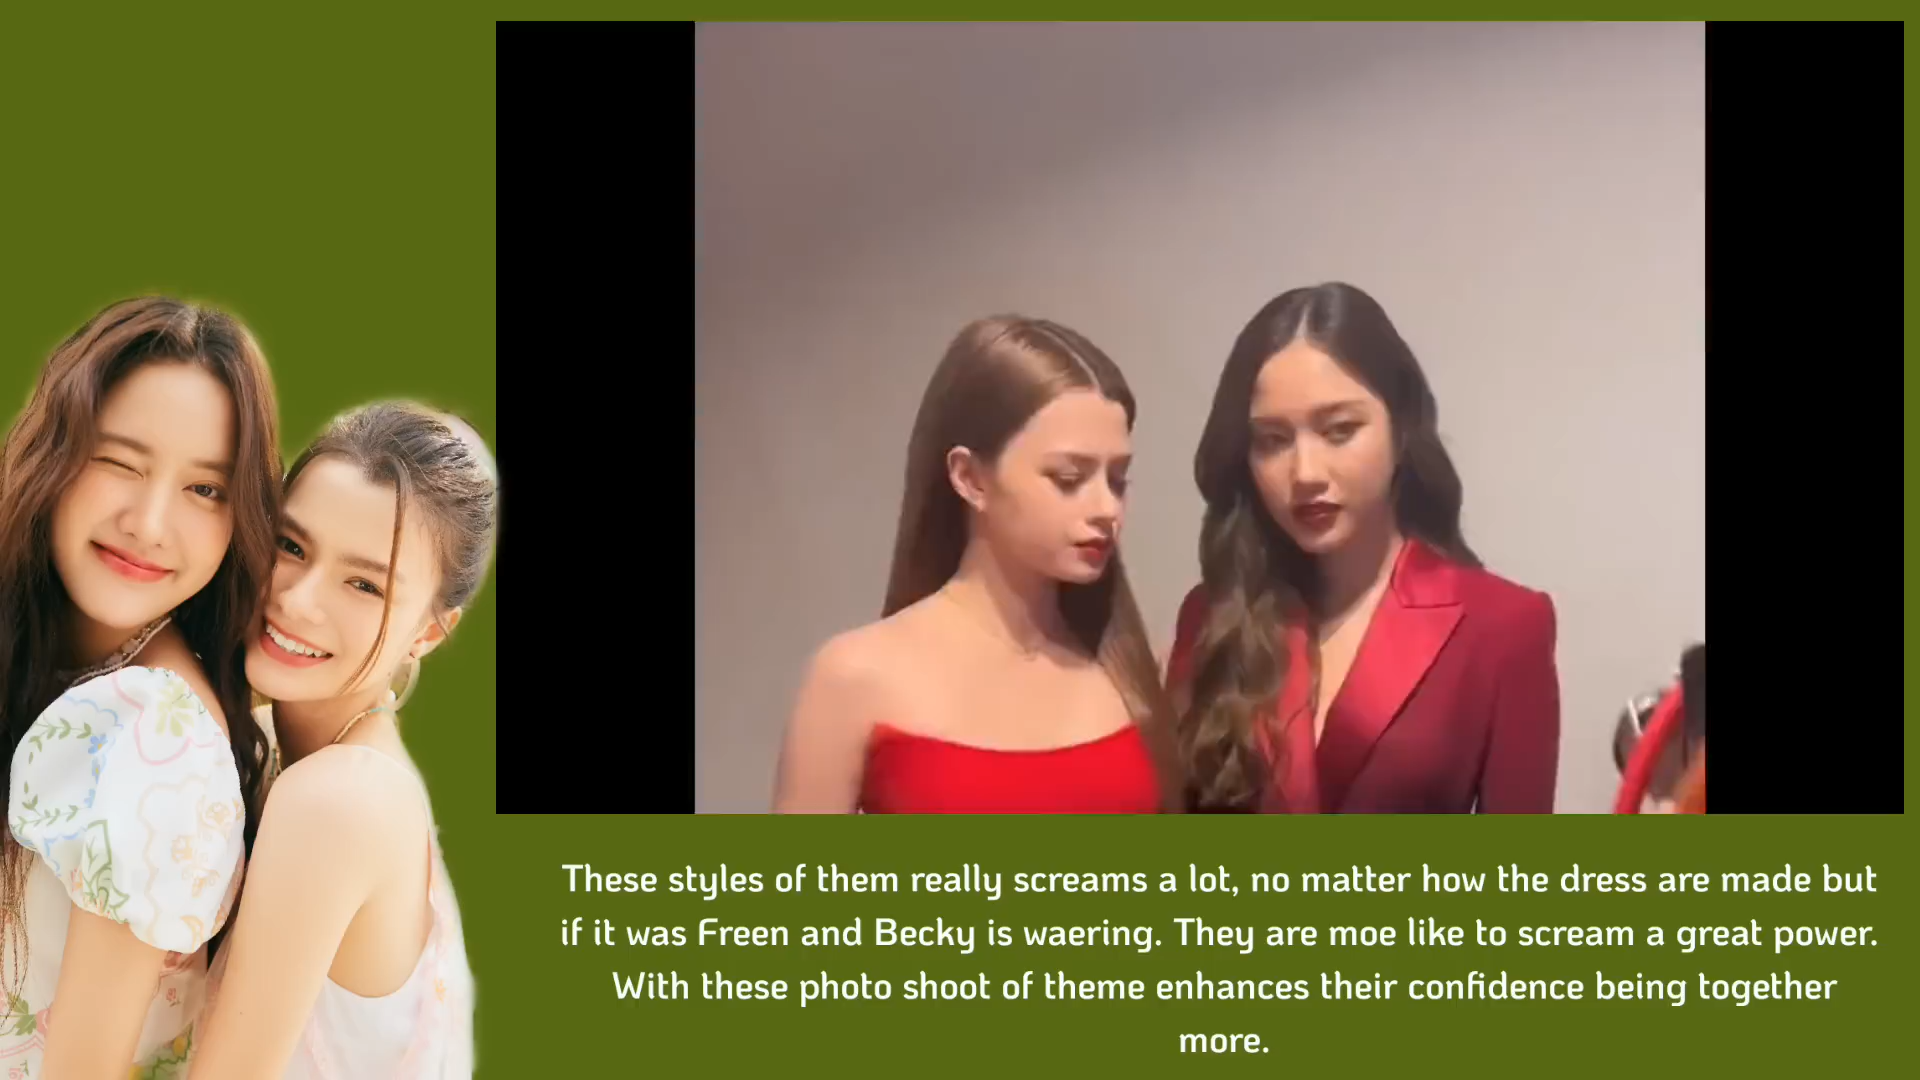 These styles of them really screams a lot, no matter how the dress are made but
if it was Freen and Becky is waering. They are moe like to scream a great power.
With these photo shoot of theme enhances their confidence being together
more.